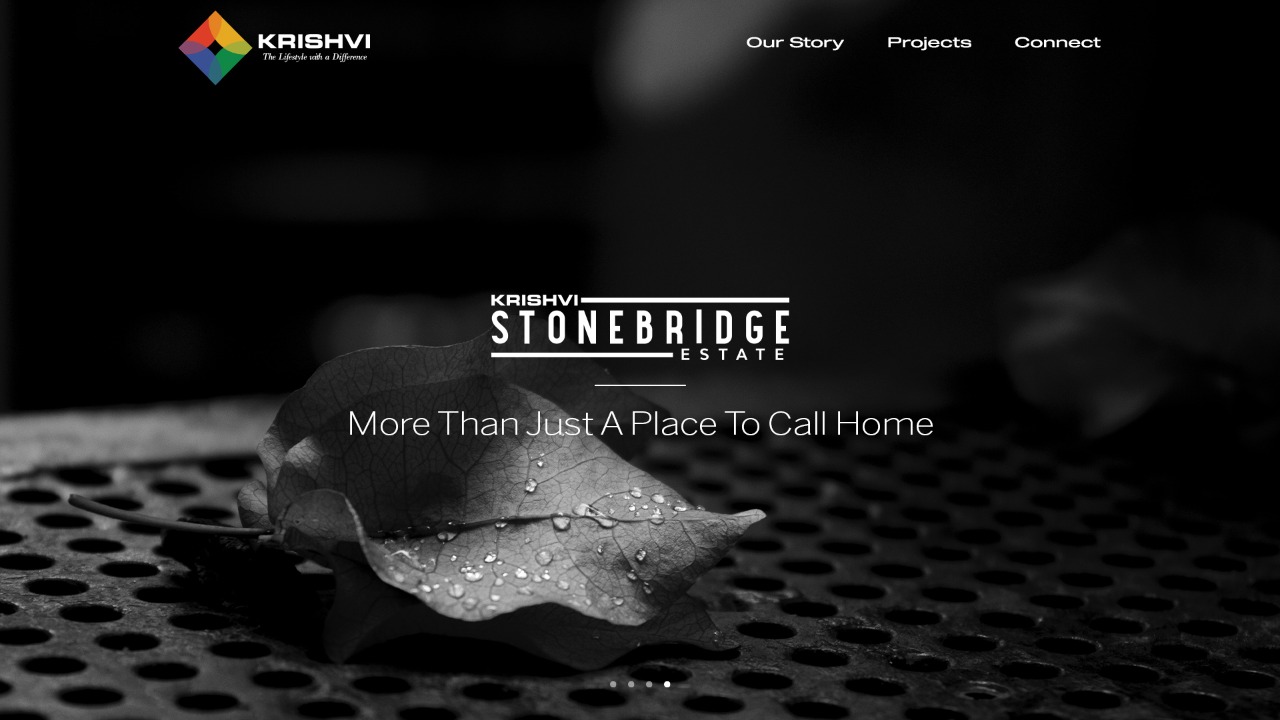 KRISHVI
The Lifestyle with a Difference
Our Story
Projects
Connect
KRISHVI
STONEBRIDGE
ESTATE
More Than Just A Place To Call Home